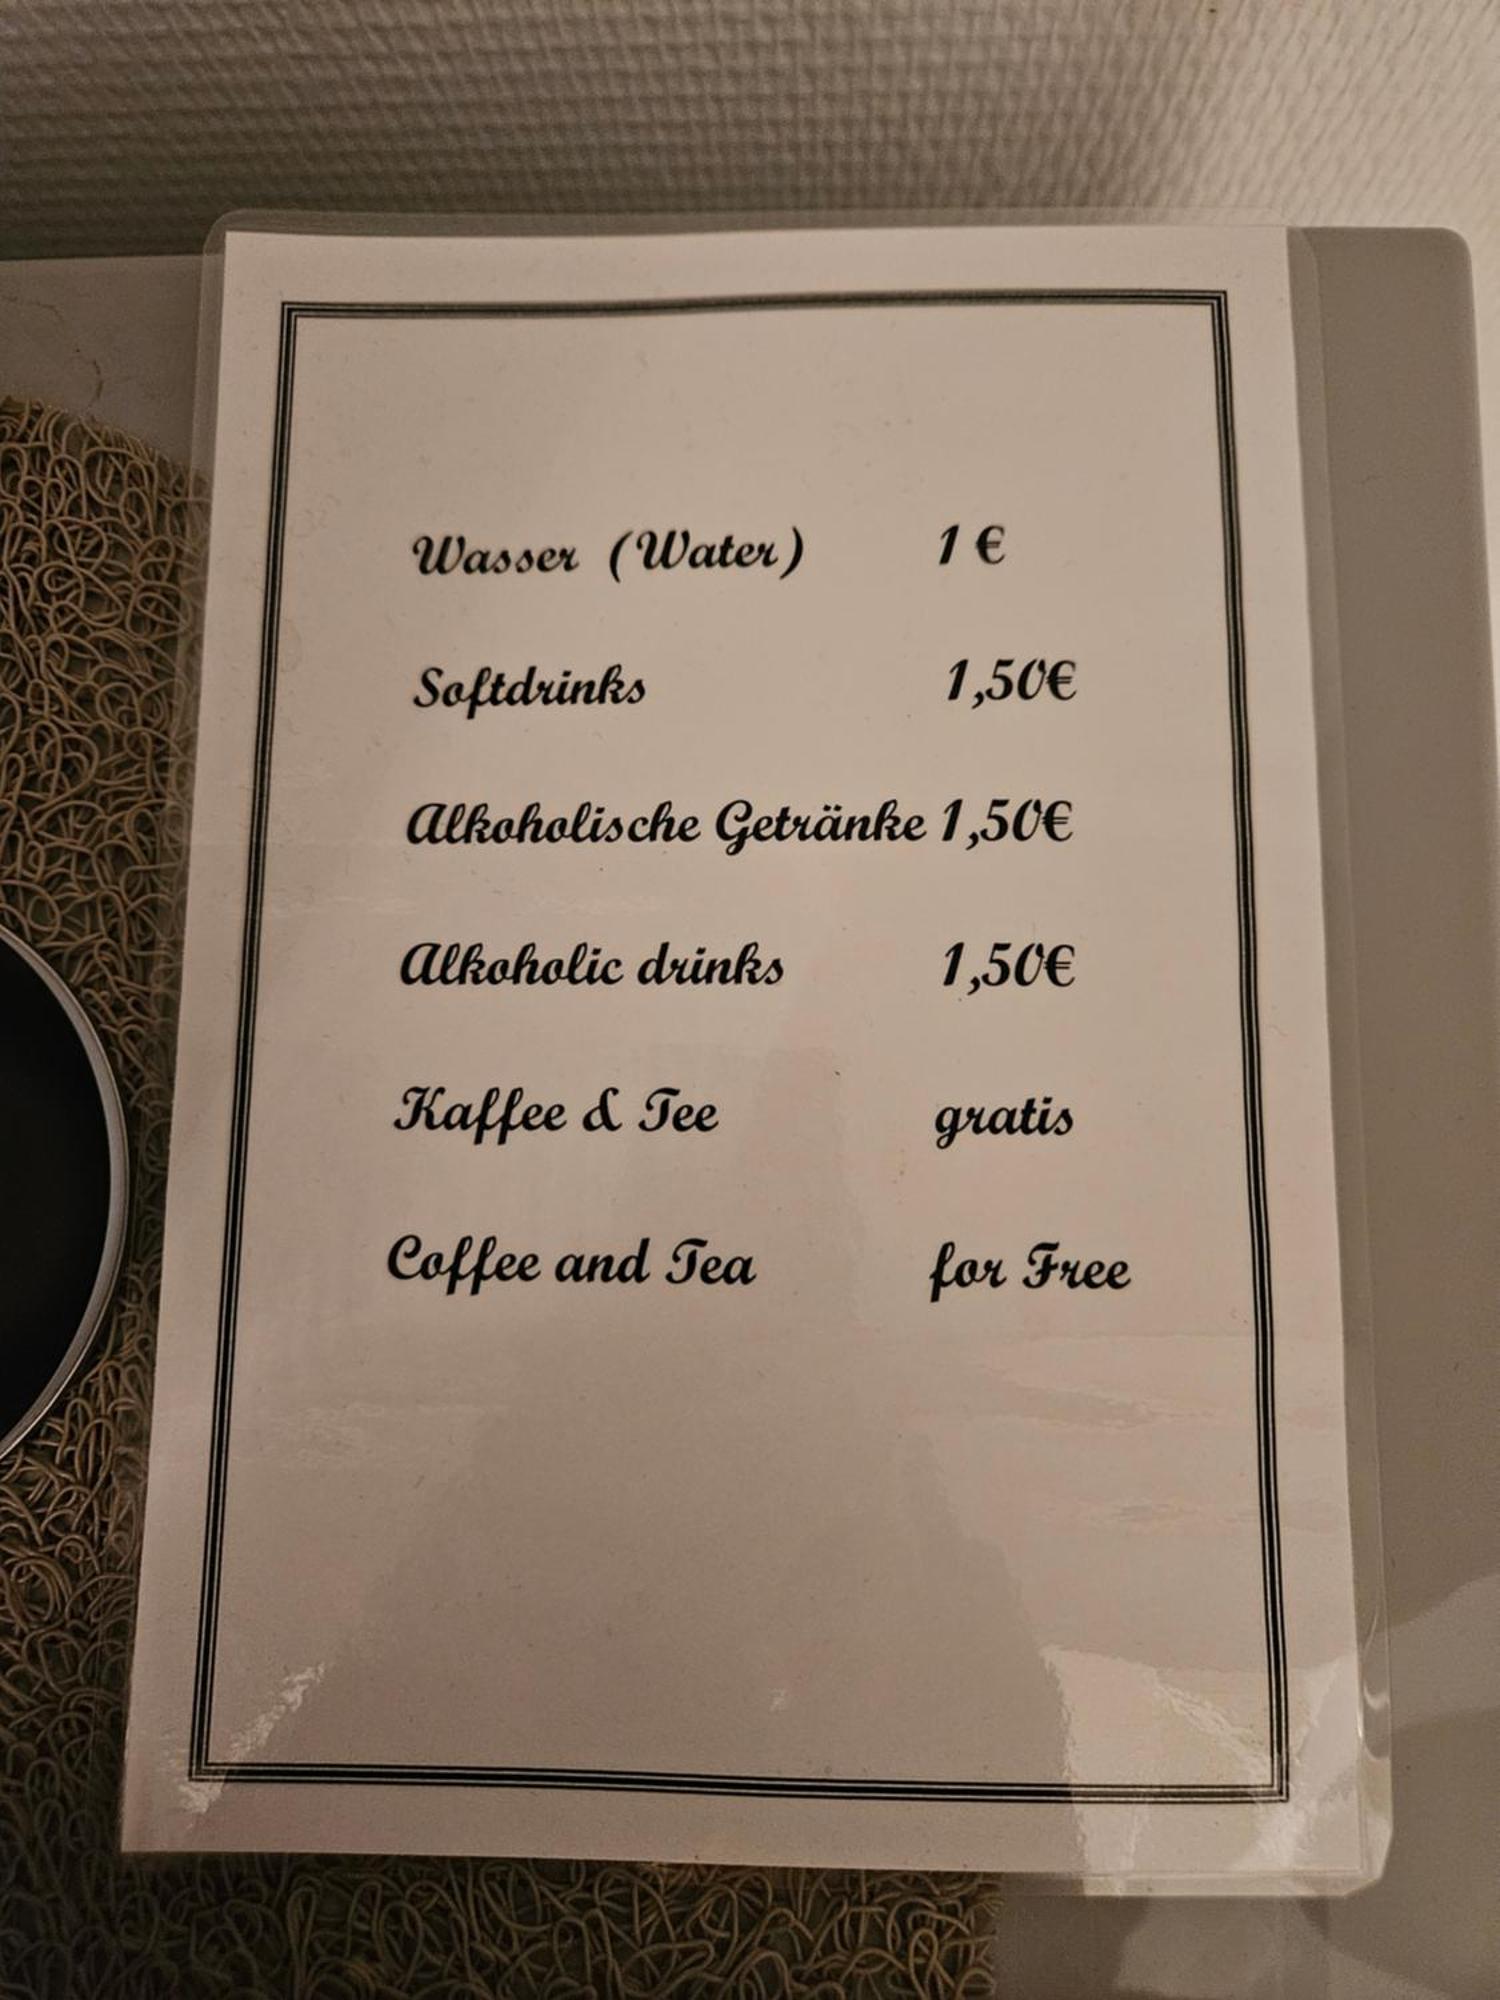 Wasser (Water) 1 €
Softdrinks 1,50€
Alkoholische Getränke 1,50€
Alkoholic drinks 1,50€
Kaffee & Tee gratis
Coffee and Tea for Free